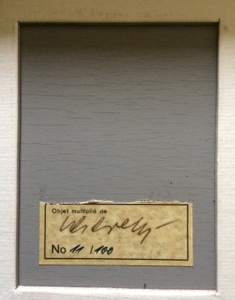 Objet multiplié de
No 11 /100